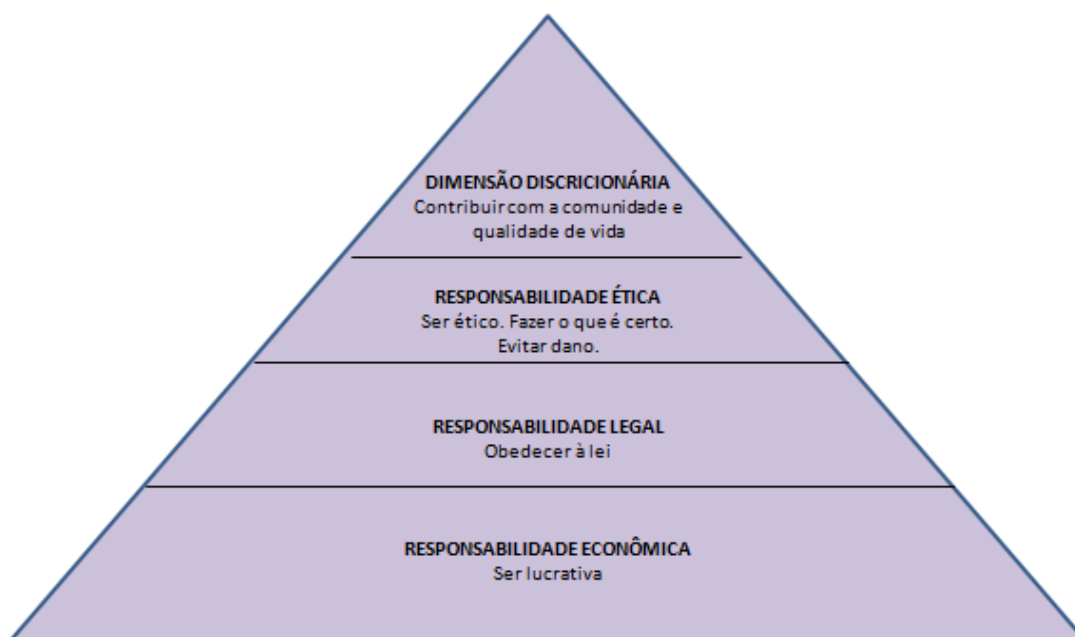 DIMENSÃO DISCRICIONÁRIA
Contribuir com a comunidade e
qualidade de vida
RESPONSABILIDADE ÉTICA
Ser ético. Fazer o que é certo.
Evitar dano.
RESPONSABILIDADE LEGAL
Obedecer à lei
RESPONSABILIDADE ECONÔMICA
Ser lucrativa